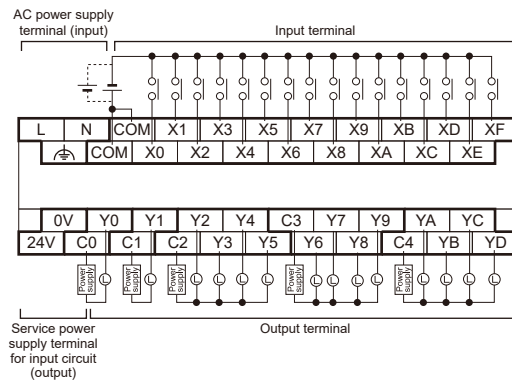 AC power supply
terminal (input)
Input terminal
L N COM X1 X3 X5 X7 X9 XB XD XF
COM X0 X2 X4 X6 X8 XA XC XE
0V Y0 Y1 Y2 Y4 C3 Y7 Y9 YA YC
24V C0 C1 C2 Y3 Y5 Y6 Y8 C4 YB YD
Power
supply
L
Power
supply
L
Power
supply
L L L L
Power
supply
L L L L
Power
supply
L L L L
Service power
supply terminal
for input circuit
(output)
Output terminal